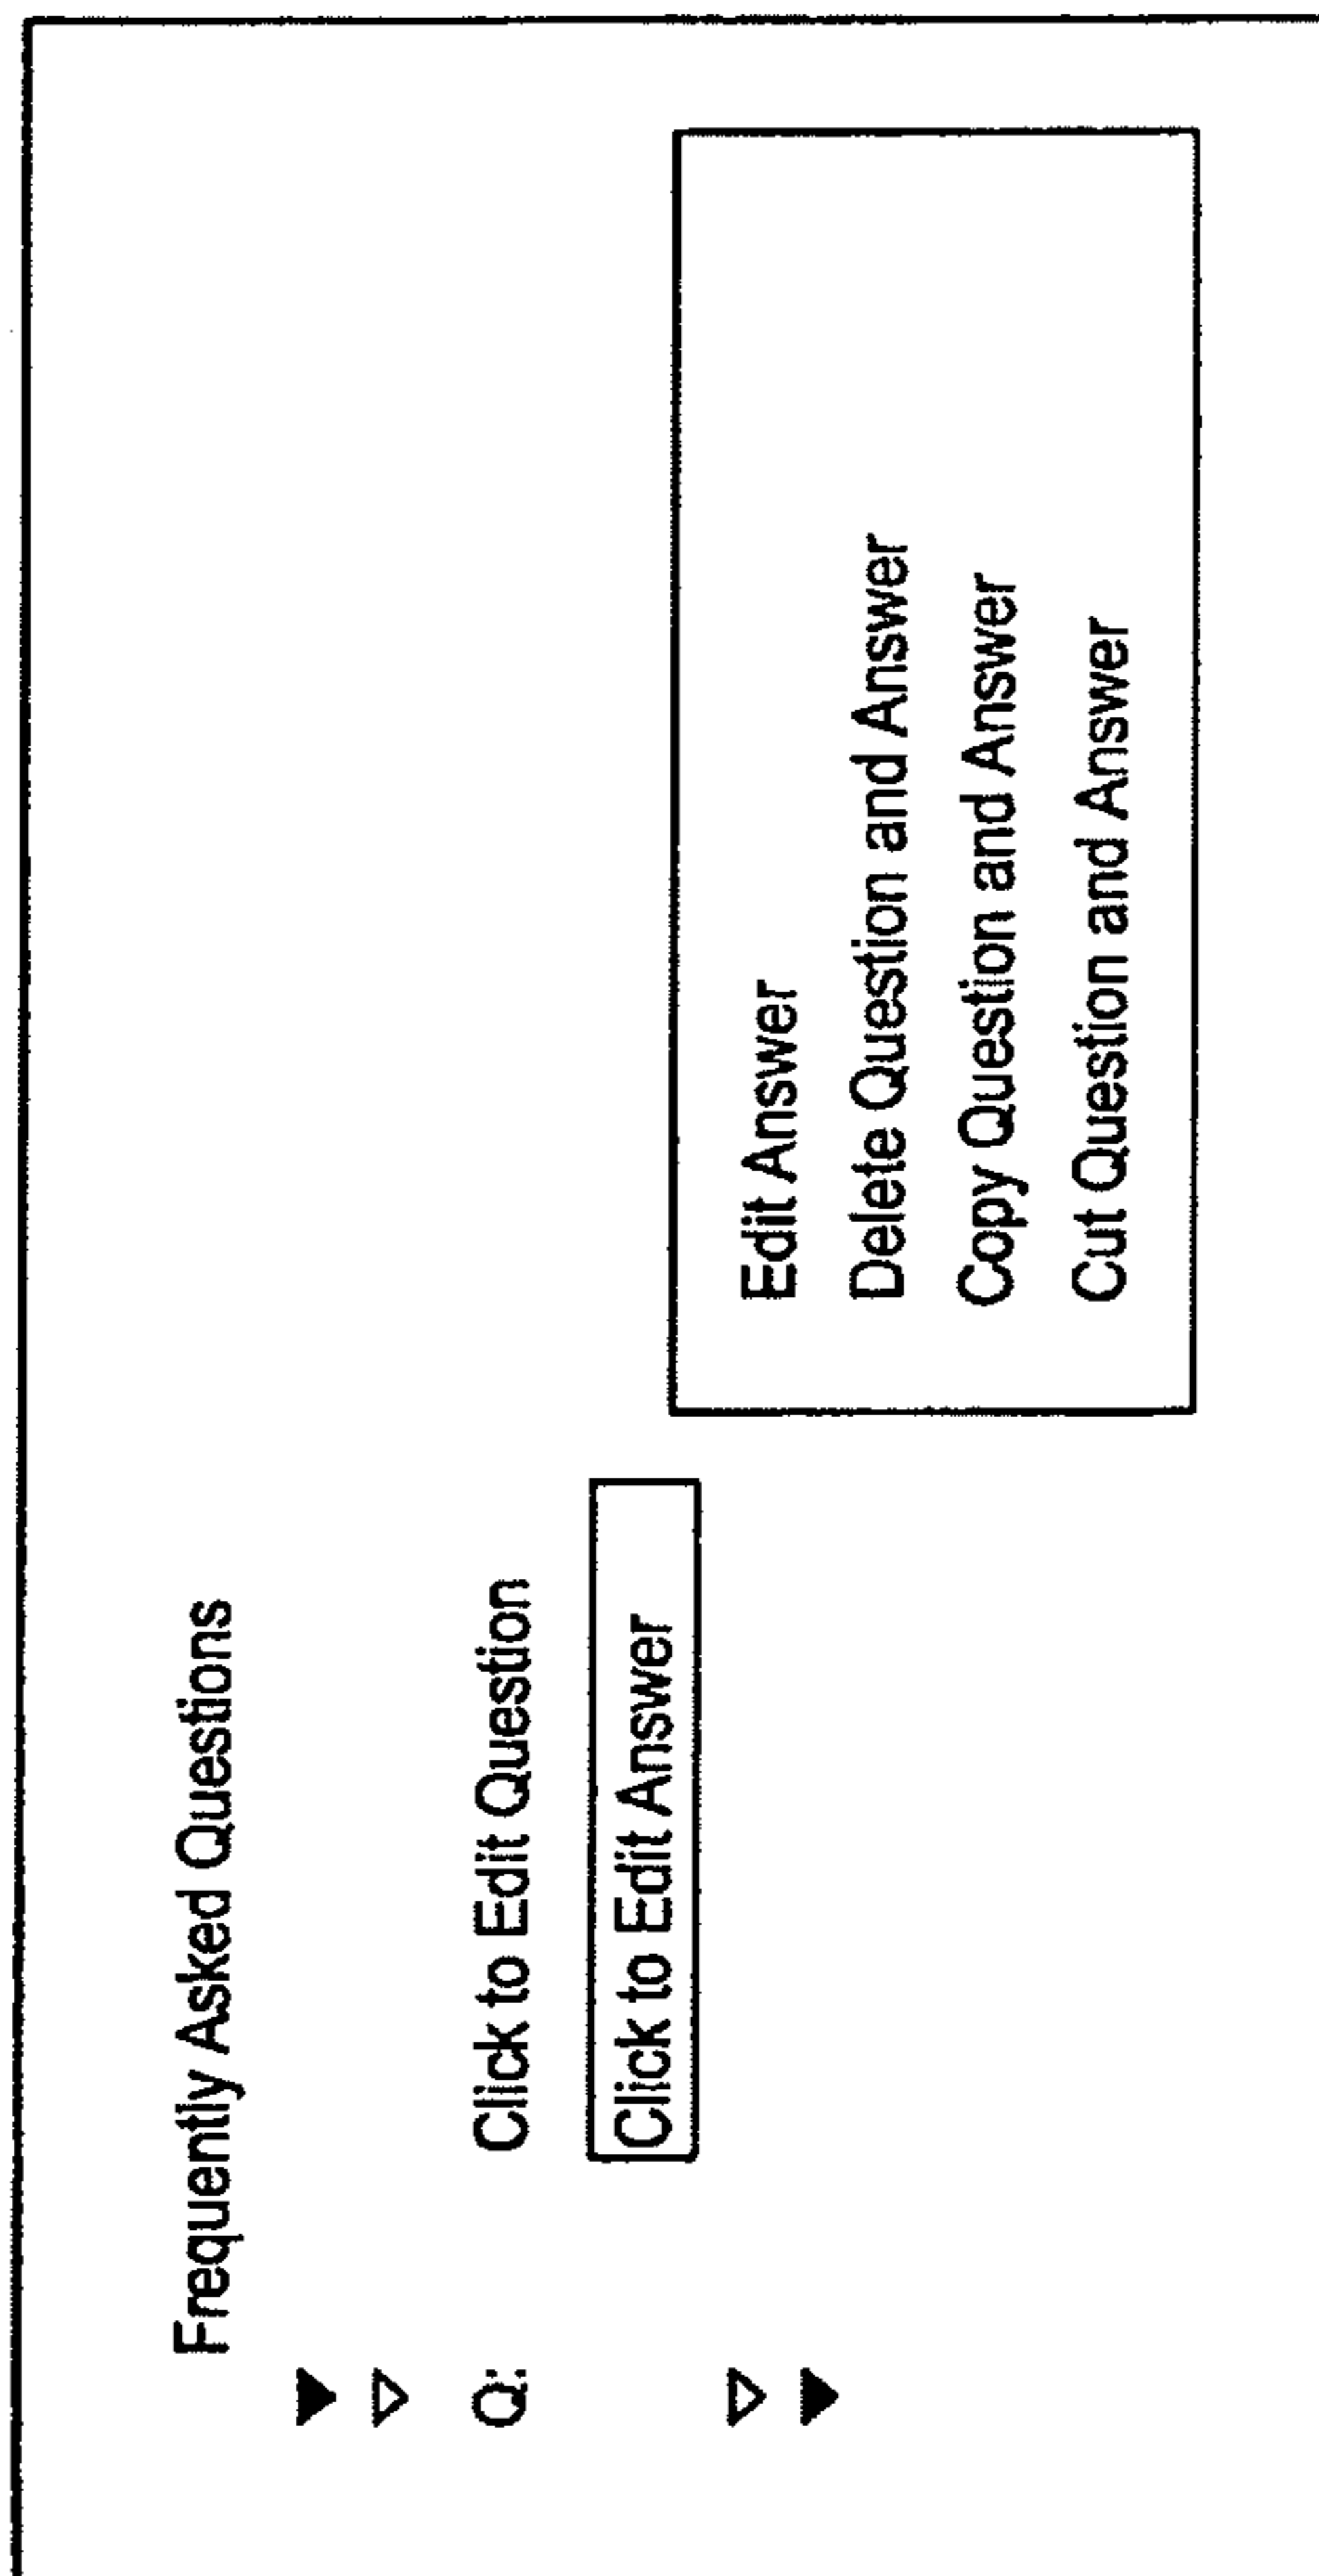 Frequently Asked Questions
Q: Click to Edit Question
Click to Edit Answer
Edit Answer
Delete Question and Answer
Copy Question and Answer
Cut Question and Answer